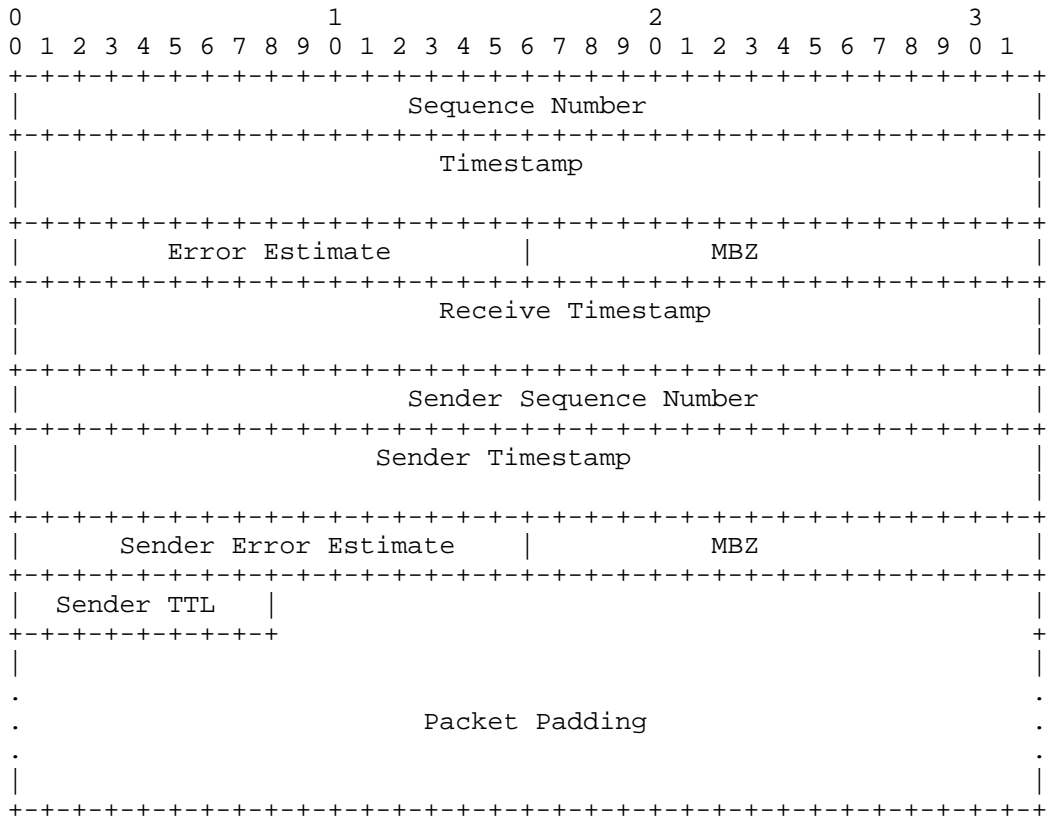 0                   1                   2                   3
0 1 2 3 4 5 6 7 8 9 0 1 2 3 4 5 6 7 8 9 0 1 2 3 4 5 6 7 8 9 0 1
+-+-+-+-+-+-+-+-+-+-+-+-+-+-+-+-+-+-+-+-+-+-+-+-+-+-+-+-+-+-+-+-+
|                        Sequence Number                        |
+-+-+-+-+-+-+-+-+-+-+-+-+-+-+-+-+-+-+-+-+-+-+-+-+-+-+-+-+-+-+-+-+
|                          Timestamp                            |
|                                                               |
+-+-+-+-+-+-+-+-+-+-+-+-+-+-+-+-+-+-+-+-+-+-+-+-+-+-+-+-+-+-+-+-+
|         Error Estimate        |           MBZ                 |
+-+-+-+-+-+-+-+-+-+-+-+-+-+-+-+-+-+-+-+-+-+-+-+-+-+-+-+-+-+-+-+-+
|                          Receive Timestamp                    |
|                                                               |
+-+-+-+-+-+-+-+-+-+-+-+-+-+-+-+-+-+-+-+-+-+-+-+-+-+-+-+-+-+-+-+-+
|                        Sender Sequence Number                 |
+-+-+-+-+-+-+-+-+-+-+-+-+-+-+-+-+-+-+-+-+-+-+-+-+-+-+-+-+-+-+-+-+
|                      Sender Timestamp                         |
|                                                               |
+-+-+-+-+-+-+-+-+-+-+-+-+-+-+-+-+-+-+-+-+-+-+-+-+-+-+-+-+-+-+-+-+
|      Sender Error Estimate    |           MBZ                 |
+-+-+-+-+-+-+-+-+-+-+-+-+-+-+-+-+-+-+-+-+-+-+-+-+-+-+-+-+-+-+-+-+
|  Sender TTL   |                                               |
+-+-+-+-+-+-+-+-+                                               +
|                                                               |
.                                                               .
.                         Packet Padding                        .
.                                                               .
|                                                               |
+-+-+-+-+-+-+-+-+-+-+-+-+-+-+-+-+-+-+-+-+-+-+-+-+-+-+-+-+-+-+-+-+